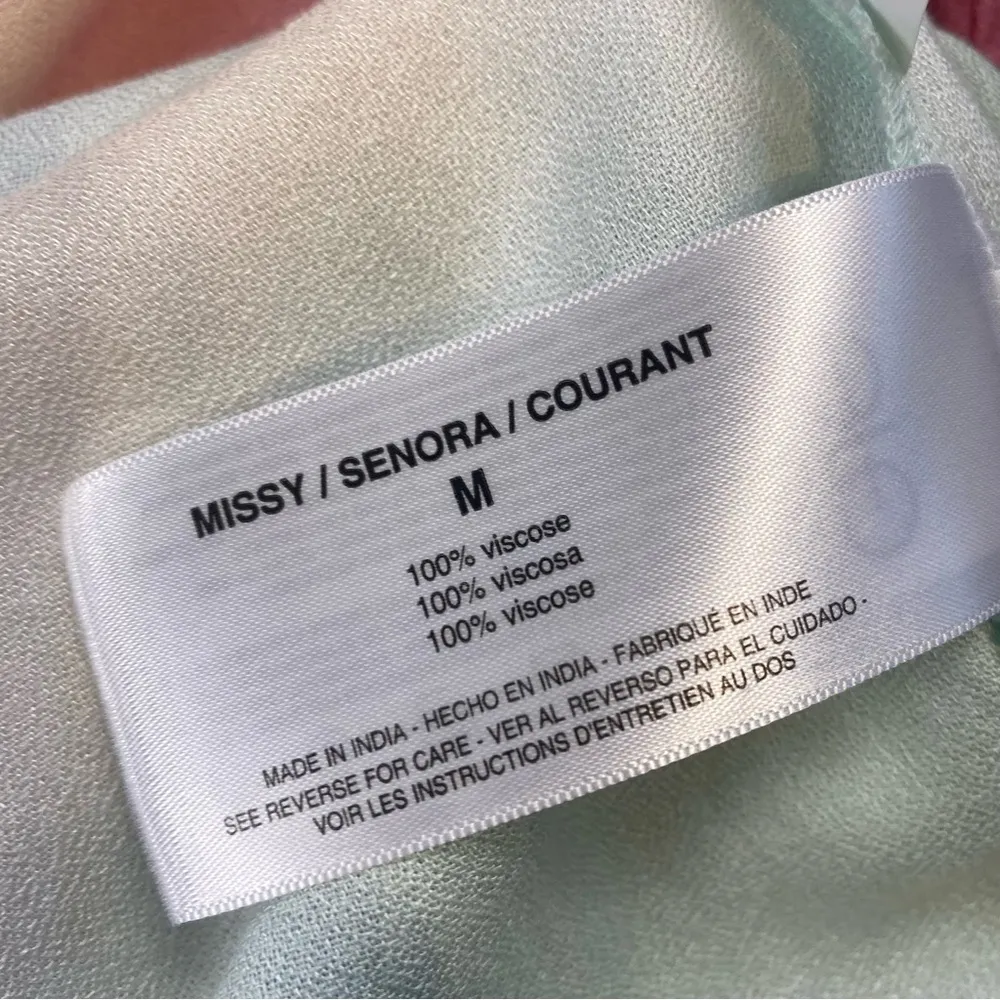 MISSY / SENORA / COURANT
M
100% viscose
100% viscosa
100% viscose
MADE IN INDIA - HECHO EN INDIA - FABRIQUÉ EN INDE
SEE REVERSE FOR CARE - VER AL REVERSO PARA EL CUIDADO -
VOIR LES INSTRUCTIONS D'ENTRETIEN AU DOS